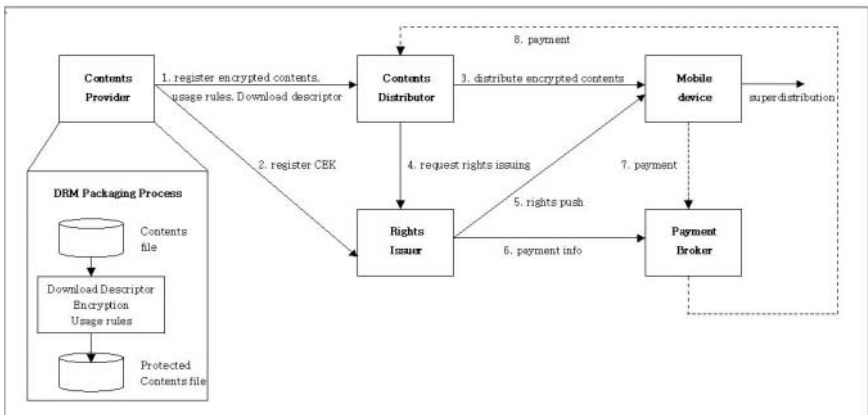 8. payment
Contents
Provider
1. register encrypted contents,
usage rules, Download descriptor
Contents
Distributor
3. distribute encrypted contents
Mobile
device
superdistribution
2. register CEK
4. request rights issuing
7. payment
DRM Packaging Process
5. rights push
Contents
file
Rights
Issuer
6. payment info
Payment
Broker
Download Descriptor
Encryption
Usage rules
Protected
Contents file